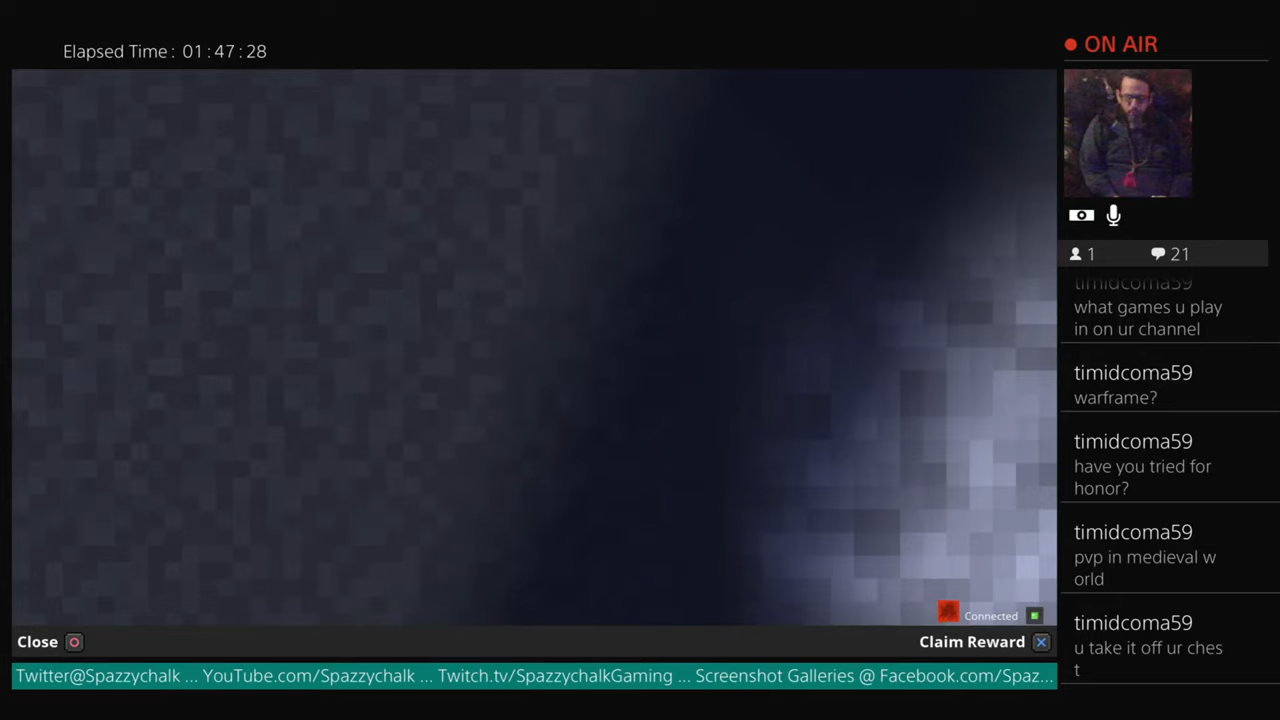 Elapsed Time: 01:47:28
ON AIR
1 21
timidcoma59
what games u play
in on ur channel
timidcoma59
warframe?
timidcoma59
have you tried for
honor?
timidcoma59
pvp in medieval w
orld
timidcoma59
u take it off ur ches
t
Connected
Close
Claim Reward
Twitter@Spazzychalk ... YouTube.com/Spazzychalk ... Twitch.tv/SpazzychalkGaming ... Screenshot Galleries @ Facebook.com/Spaz...